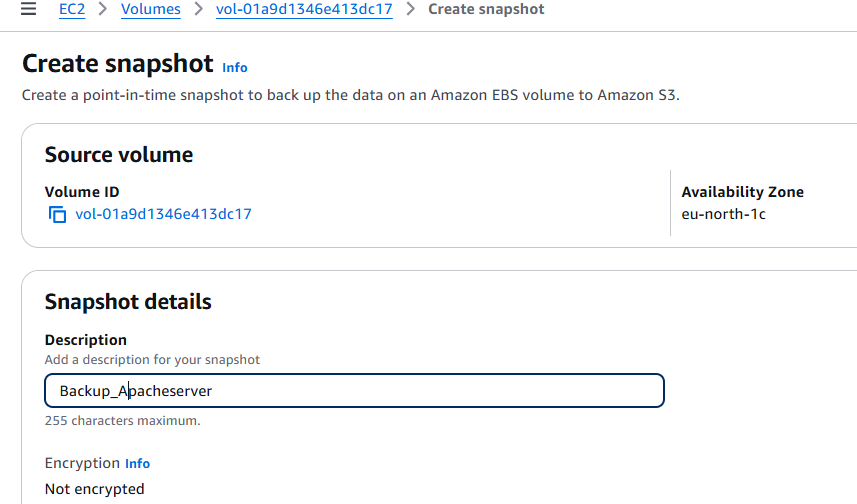 EC2 > Volumes > vol-01a9d1346e413dc17 > Create snapshot
Create snapshot Info
Create a point-in-time snapshot to back up the data on an Amazon EBS volume to Amazon S3.
Source volume
Volume ID
vol-01a9d1346e413dc17
Availability Zone
eu-north-1c
Snapshot details
Description
Add a description for your snapshot
Backup_Apacheserver
255 characters maximum.
Encryption Info
Not encrypted